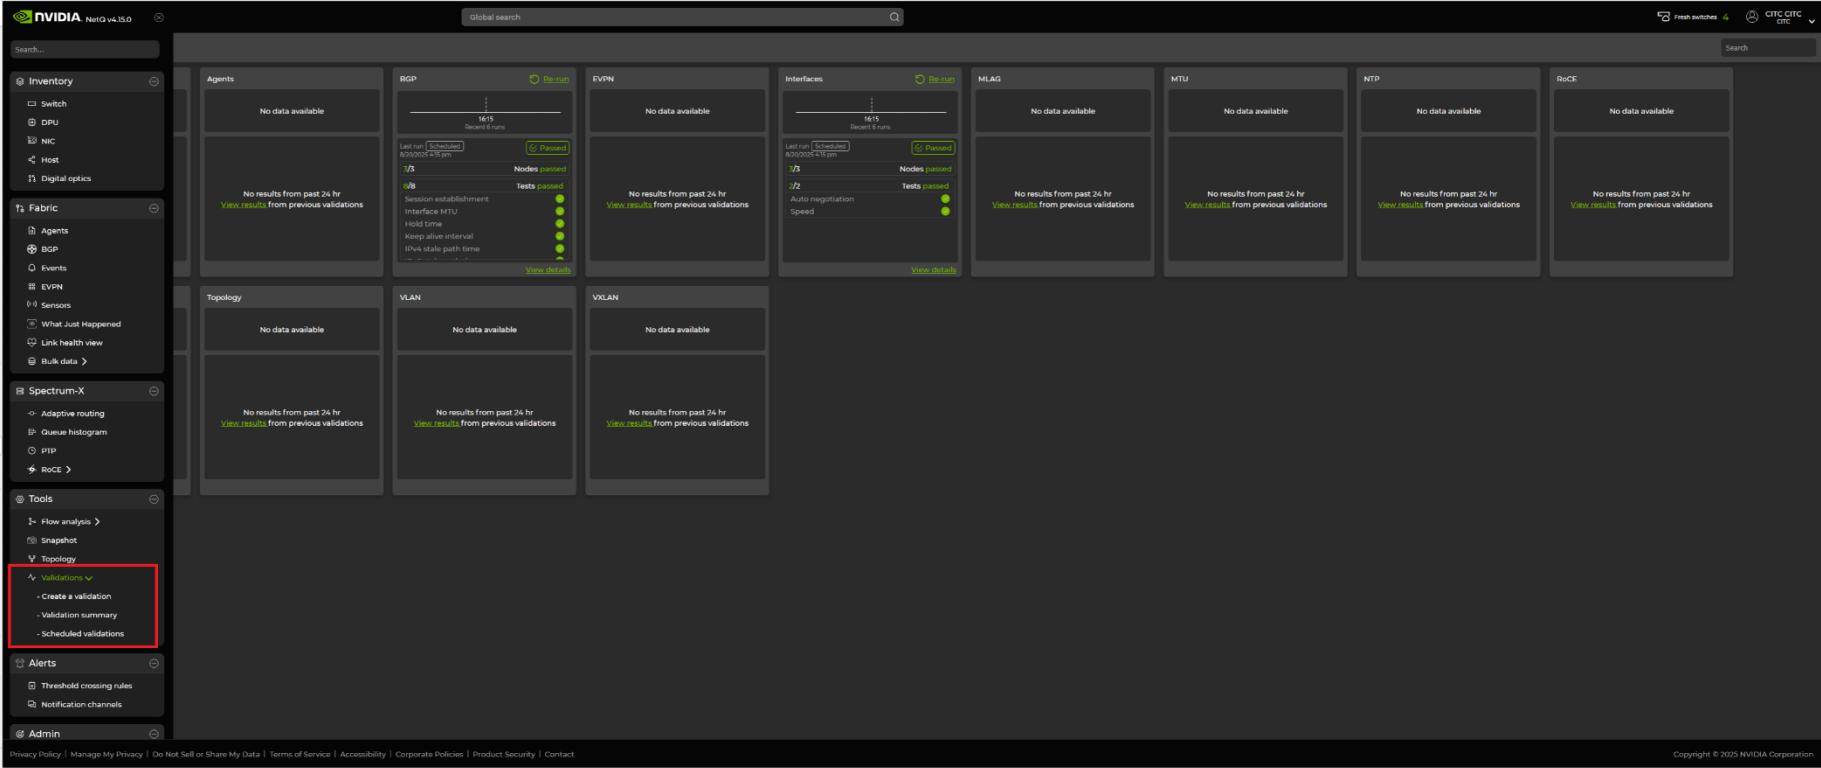 NVIDIA. NetQ v4.15.0
Global search
Fresh switches 4
CITC CITC
CITC
Search...
Inventory
Switch
DPU
NIC
Host
Digital optics
Fabric
Agents
BGP
Events
EVPN
Sensors
What Just Happened
Link health view
Bulk data
Spectrum-X
Adaptive routing
Queue histogram
PTP
RoCE
Tools
Flow analysis
Snapshot
Topology
Validations
- Create a validation
- Validation summary
- Scheduled validations
Alerts
Threshold crossing rules
Notification channels
Admin
Search
Agents
No data available
No results from past 24 hr
View results from previous validations
BGP
Re-run
16:15
Recent 6 runs
Last run Scheduled
8/20/2025 4:15 pm
Passed
3/3 Nodes passed
8/8 Tests passed
Session establishment
Interface MTU
Hold time
Keep alive interval
IPv4 stale path time
View details
EVPN
No data available
No results from past 24 hr
View results from previous validations
Interfaces
Re-run
16:15
Recent 6 runs
Last run Scheduled
8/20/2025 4:15 pm
Passed
3/3 Nodes passed
2/2 Tests passed
Auto negotiation
Speed
View details
MLAG
No data available
No results from past 24 hr
View results from previous validations
MTU
No data available
No results from past 24 hr
View results from previous validations
NTP
No data available
No results from past 24 hr
View results from previous validations
RoCE
No data available
No results from past 24 hr
View results from previous validations
Topology
No data available
No results from past 24 hr
View results from previous validations
VLAN
No data available
No results from past 24 hr
View results from previous validations
VXLAN
No data available
No results from past 24 hr
View results from previous validations
Privacy Policy | Manage My Privacy | Do Not Sell or Share My Data | Terms of Service | Accessibility | Corporate Policies | Product Security | Contact
Copyright © 2025 NVIDIA Corporation